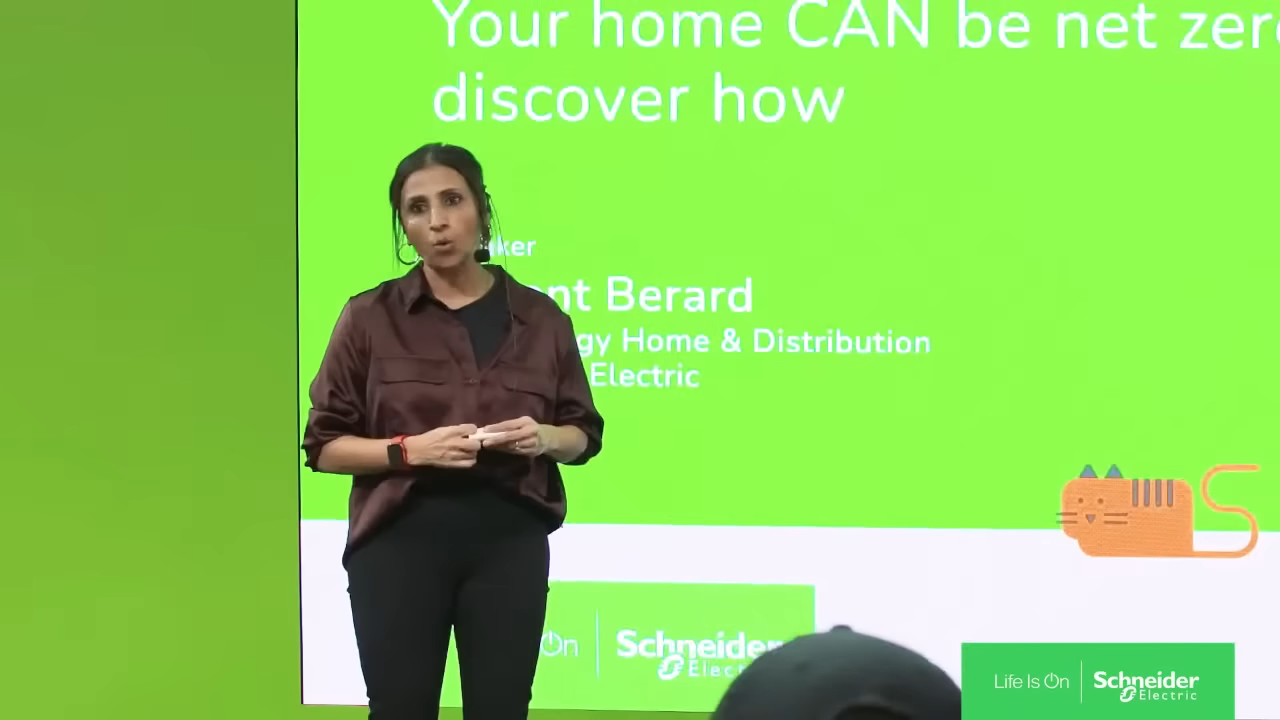 Your home CAN be net zer
discover how
ker
nt Berard
gy Home & Distribution
Electric
On
Schneider
Electric
Life Is On
Schneider
Electric